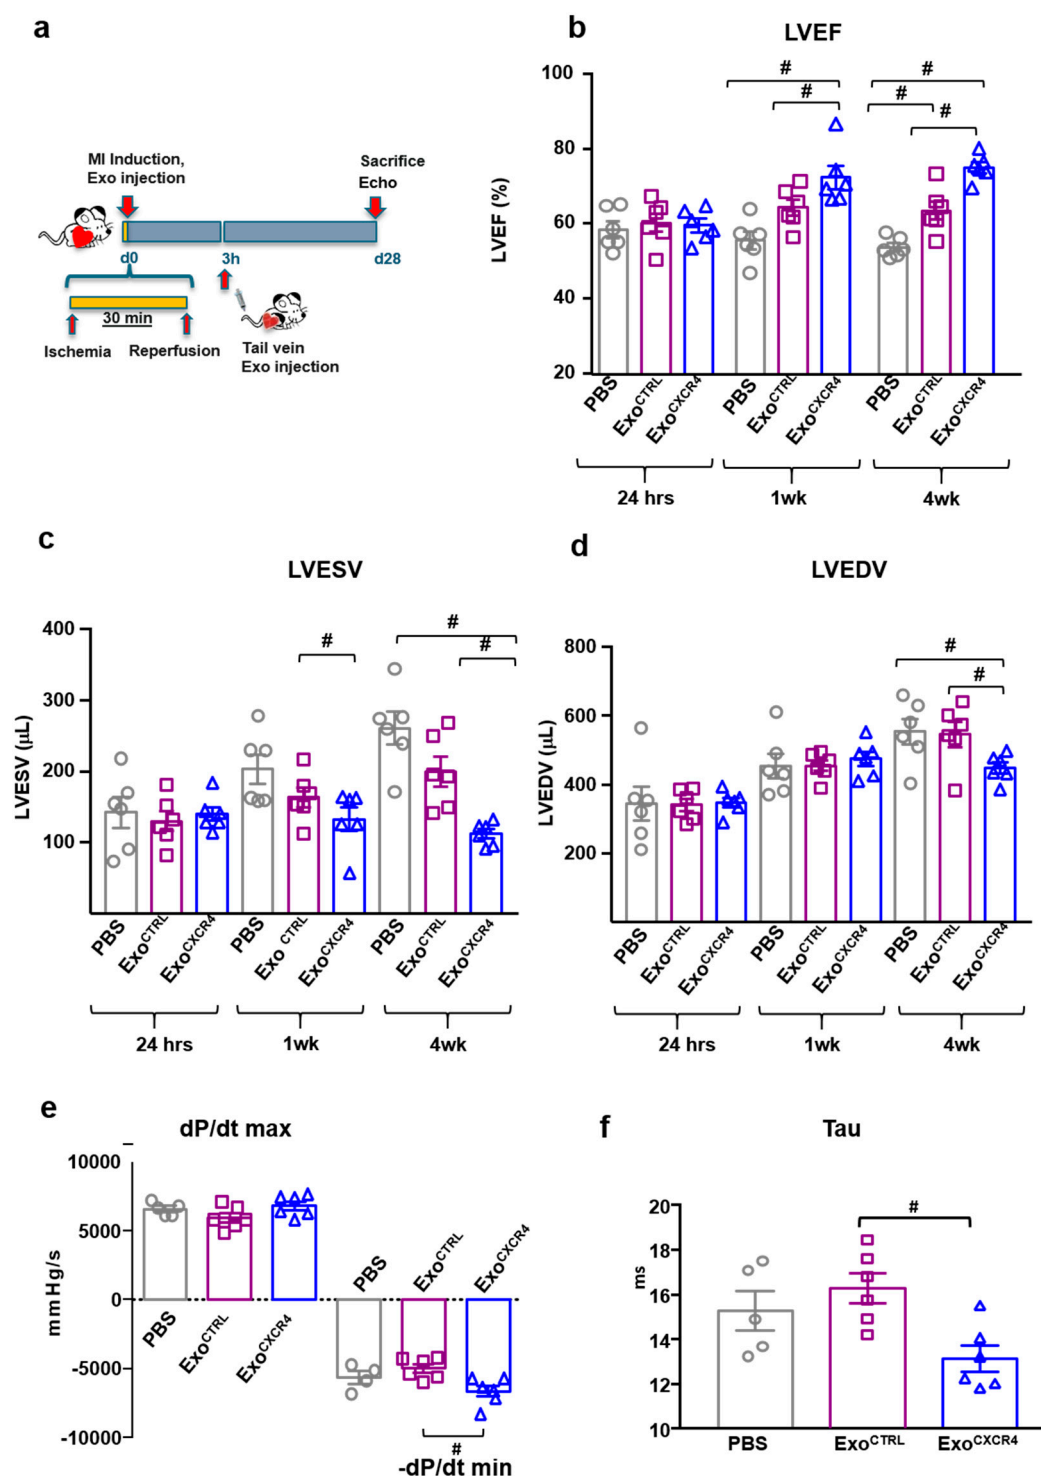 a
MI Induction,
Exo injection
Sacrifice
Echo
d0
3h
d28
30 min
Ischemia
Reperfusion
Tail vein
Exo injection
b
LVEF
LVEF (%)
100
80
60
40
20
# # # # #
PBS ExoCTRL ExoCXCR4 PBS ExoCTRL ExoCXCR4 PBS ExoCTRL ExoCXCR4
24 hrs 1wk 4wk
c
LVESV
LVESV (µL)
400
300
200
100
# # #
PBS ExoCTRL ExoCXCR4 PBS Exo CTRL ExoCXCR4 PBS ExoCTRL ExoCXCR4
24 hrs 1wk 4wk
d
LVEDV
LVEDV (µL)
800
600
400
200
# #
PBS ExoCTRL ExoCXCR4 PBS ExoCTRL ExoCXCR4 PBS ExoCTRL ExoCXCR4
24 hrs 1wk 4wk
e
dP/dt max
mmHg/s
10000
5000
0
-5000
-10000
PBS ExoCTRL ExoCXCR4
PBS ExoCTRL ExoCXCR4
#
-dP/dt min
f
Tau
ms
20
18
16
14
12
10
#
PBS ExoCTRL ExoCXCR4